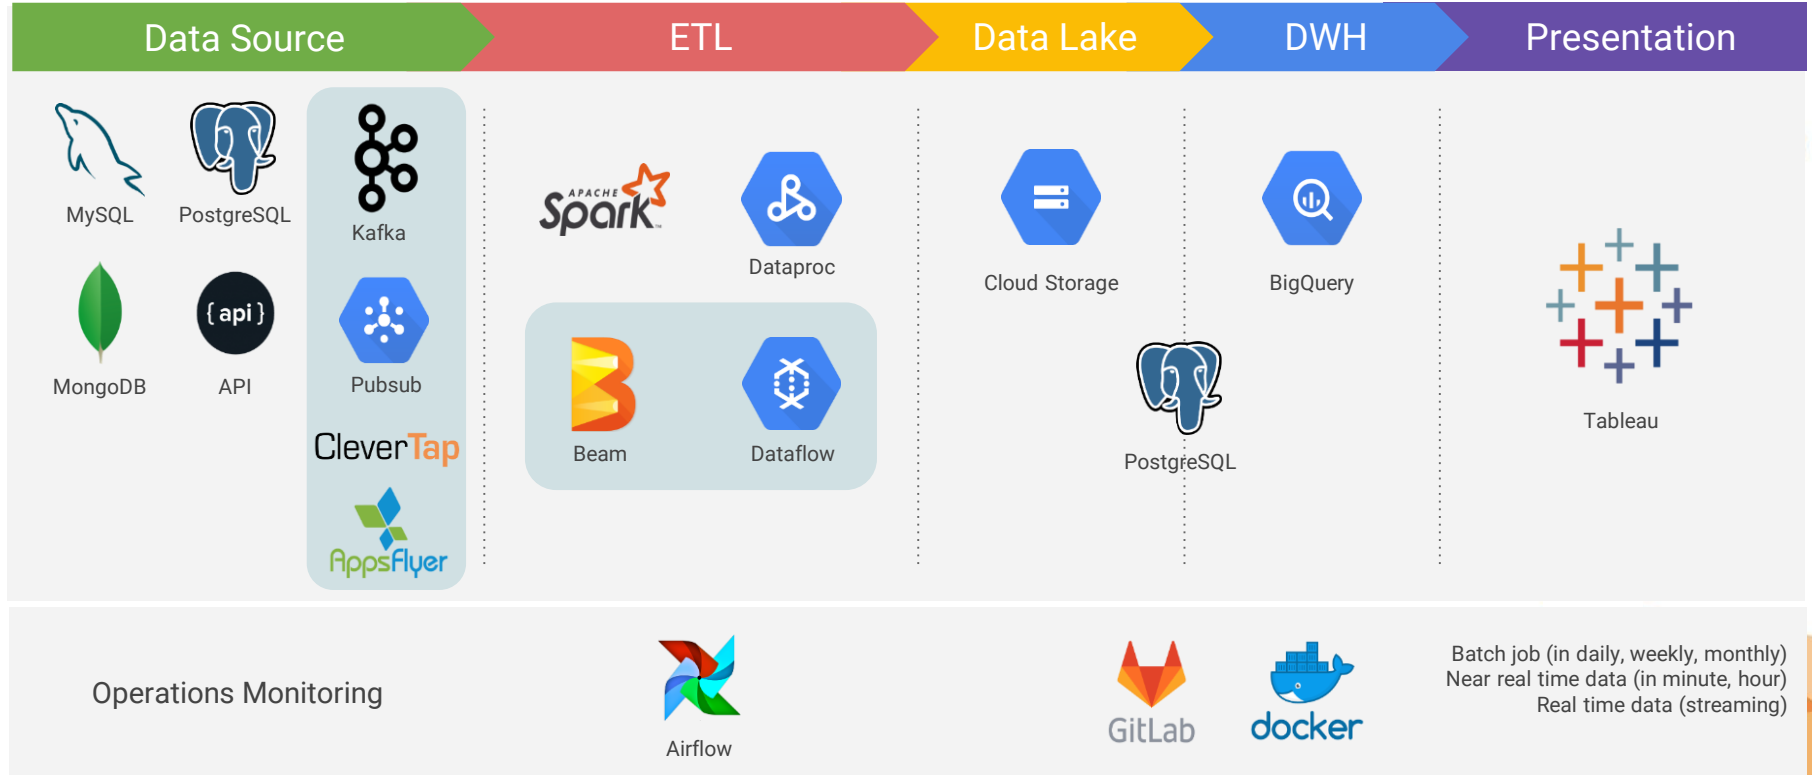 Data Source
ETL
Data Lake
DWH
Presentation
MySQL
PostgreSQL
Kafka
MongoDB
{api}
API
Pubsub
CleverTap
AppsFlyer
APACHE
Spark
TM
Dataproc
Beam
Dataflow
Cloud Storage
BigQuery
PostgreSQL
Tableau
Operations Monitoring
Airflow
GitLab
docker
Batch job (in daily, weekly, monthly)
Near real time data (in minute, hour)
Real time data (streaming)